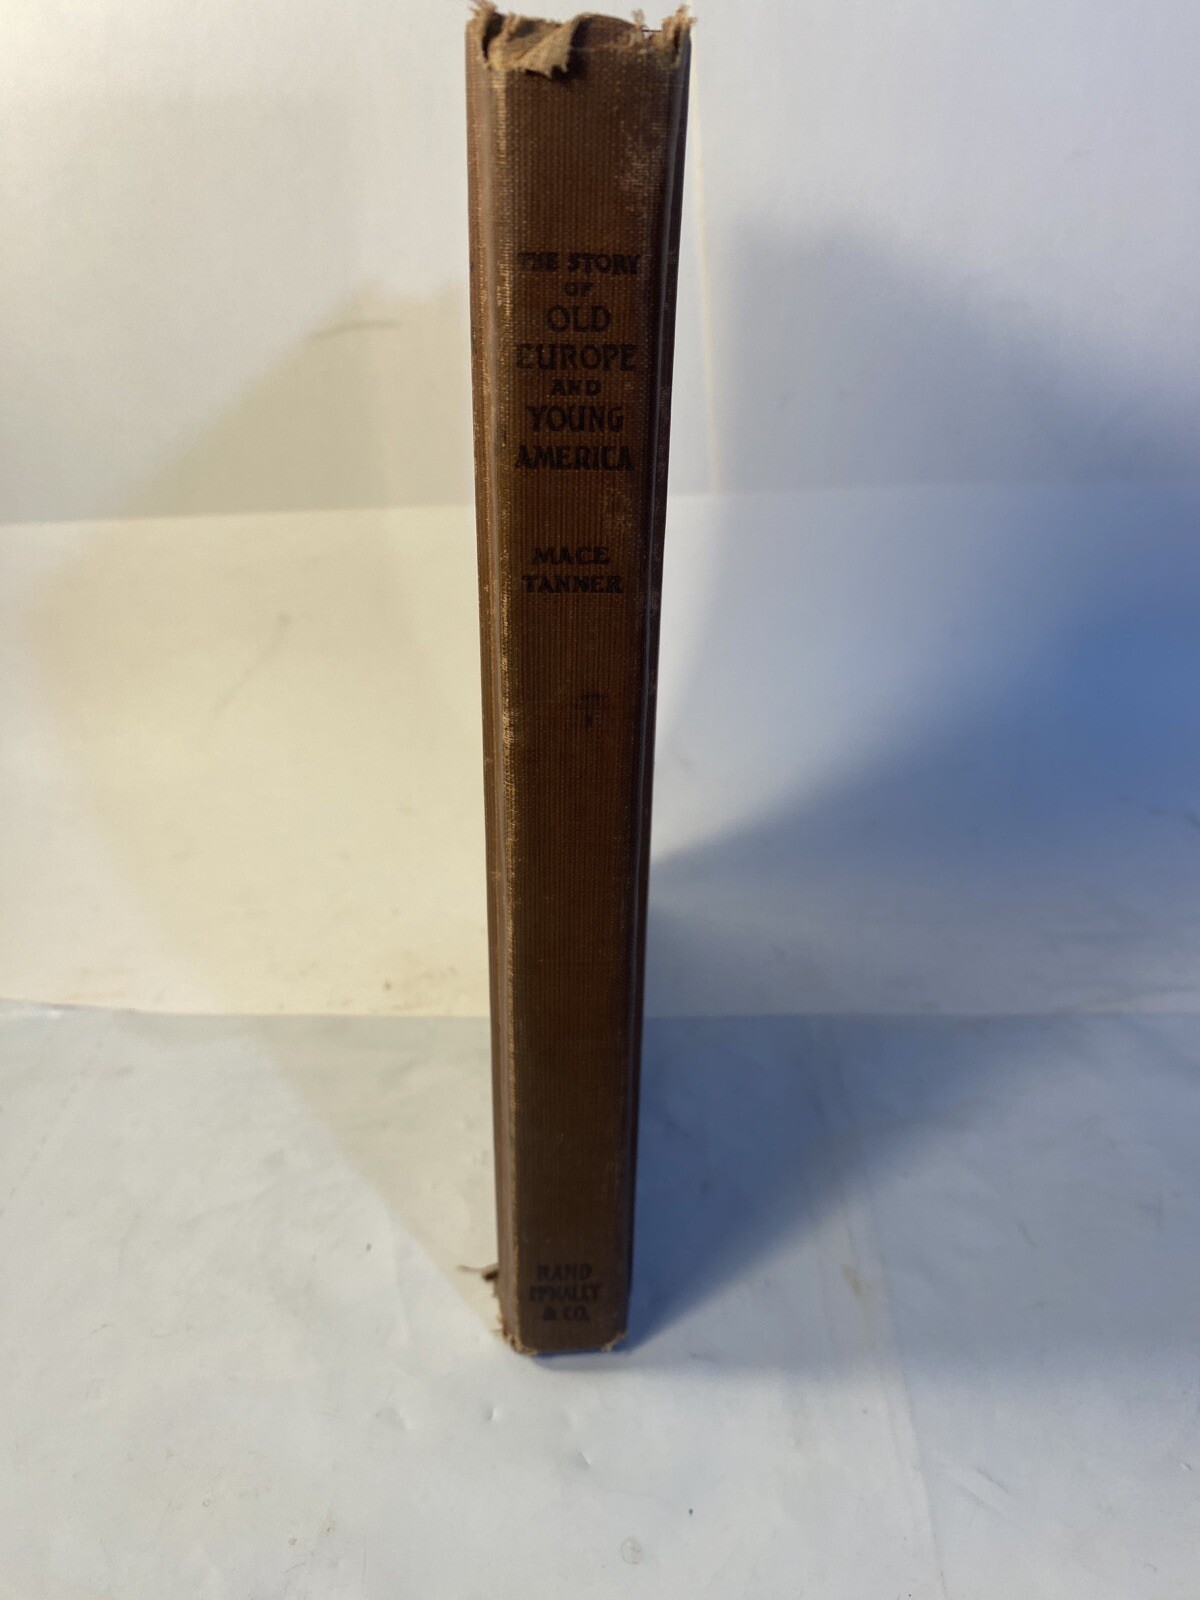 THE STORY
OF
OLD
EUROPE
AND
YOUNG
AMERICA
MACE
TANNER
RAND
MCNALLY
& CO.